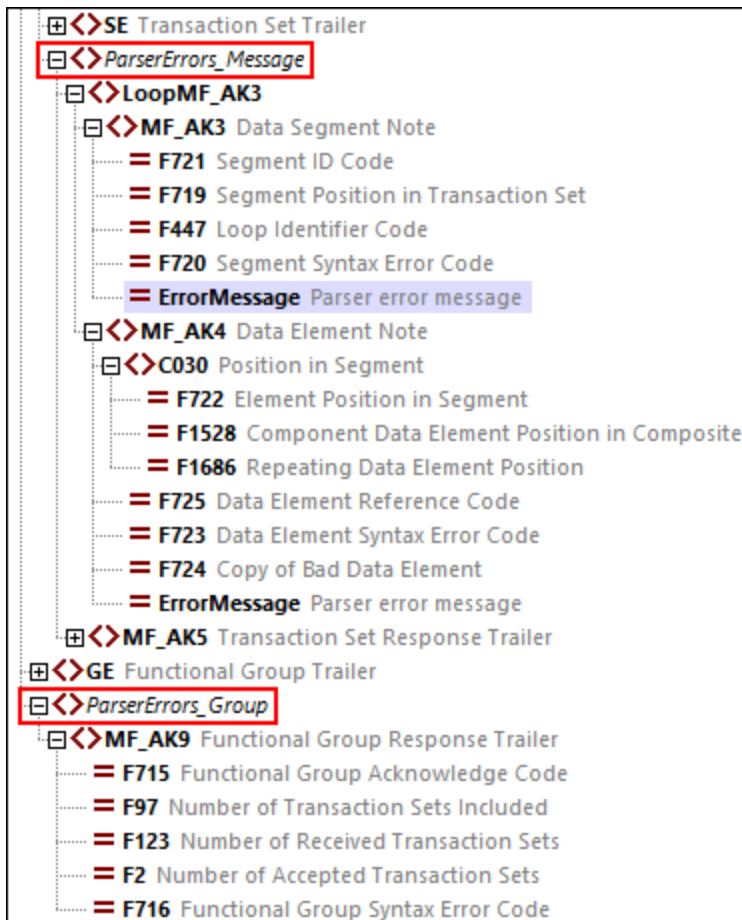 SE Transaction Set Trailer
ParserErrors_Message
LoopMF_AK3
MF_AK3 Data Segment Note
F721 Segment ID Code
F719 Segment Position in Transaction Set
F447 Loop Identifier Code
F720 Segment Syntax Error Code
ErrorMessage Parser error message
MF_AK4 Data Element Note
C030 Position in Segment
F722 Element Position in Segment
F1528 Component Data Element Position in Composite
F1686 Repeating Data Element Position
F725 Data Element Reference Code
F723 Data Element Syntax Error Code
F724 Copy of Bad Data Element
ErrorMessage Parser error message
MF_AK5 Transaction Set Response Trailer
GE Functional Group Trailer
ParserErrors_Group
MF_AK9 Functional Group Response Trailer
F715 Functional Group Acknowledge Code
F97 Number of Transaction Sets Included
F123 Number of Received Transaction Sets
F2 Number of Accepted Transaction Sets
F716 Functional Group Syntax Error Code